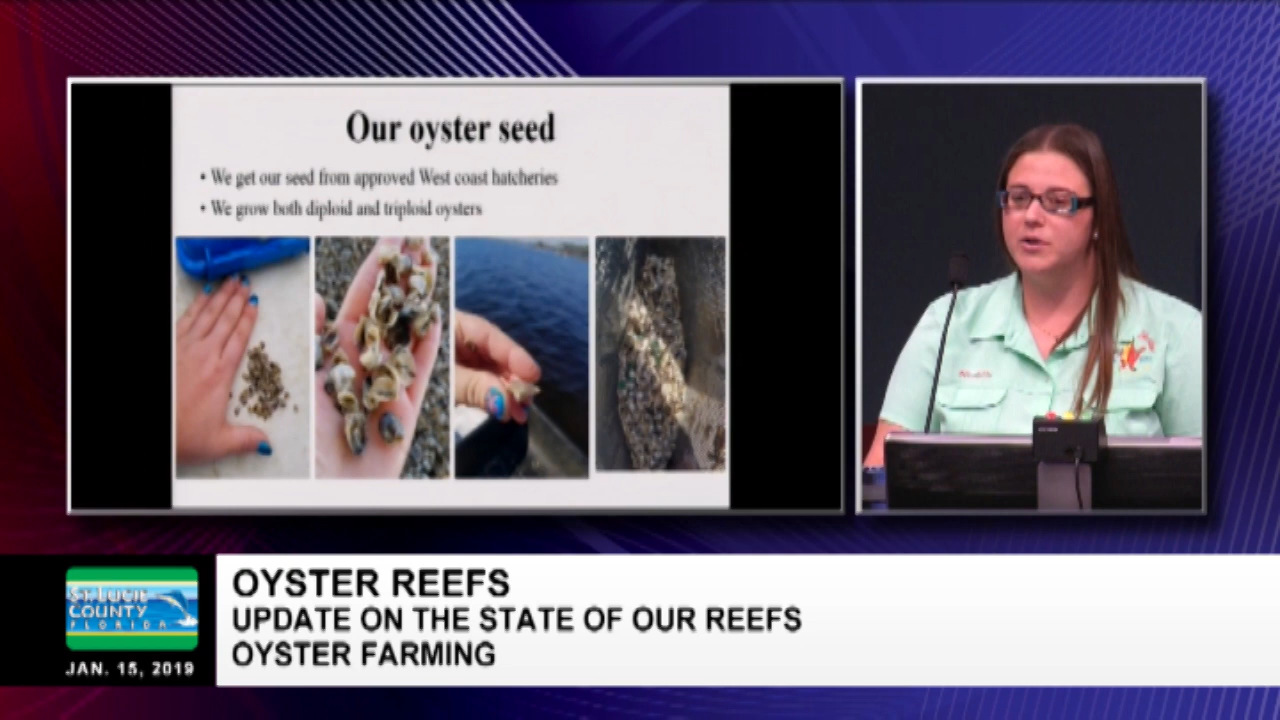 Our oyster seed
• We get our seed from approved West coast hatcheries
• We grow both diploid and triploid oysters
ST. LUCIE
COUNTY
FLORIDA
JAN. 15, 2019
OYSTER REEFS
UPDATE ON THE STATE OF OUR REEFS
OYSTER FARMING